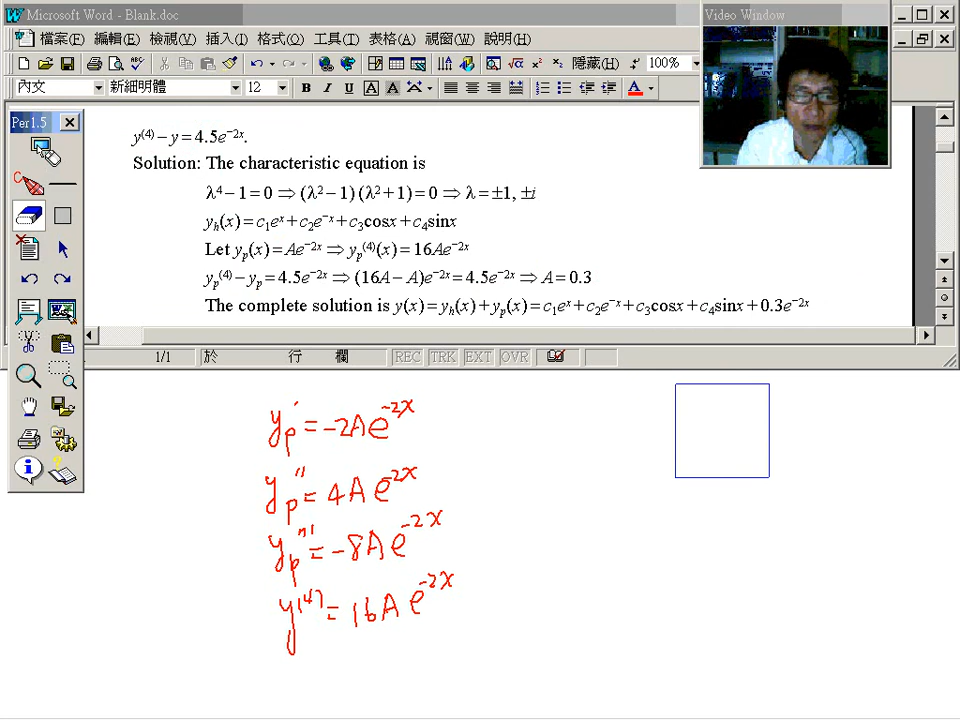 Microsoft Word - Blank.doc
Video Window
檔案(F) 編輯(E) 檢視(V) 插入(I) 格式(O) 工具(T) 表格(A) 視窗(W) 說明(H)
隱藏(H) 100%
內文 新細明體 12 B I U A A A
Per1.5
y⁽⁴⁾ − y = 4.5e⁻²ˣ.
Solution: The characteristic equation is
λ⁴ − 1 = 0 ⇒ (λ² − 1) (λ² + 1) = 0 ⇒ λ = ±1, ±i
yₕ(x) = c₁eˣ + c₂e⁻ˣ + c₃cosx + c₄sinx
Let yₚ(x) = Ae⁻²ˣ ⇒ yₚ⁽⁴⁾(x) = 16Ae⁻²ˣ
yₚ⁽⁴⁾ − yₚ = 4.5e⁻²ˣ ⇒ (16A − A)e⁻²ˣ = 4.5e⁻²ˣ ⇒ A = 0.3
The complete solution is y(x) = yₕ(x) + yₚ(x) = c₁eˣ + c₂e⁻ˣ + c₃cosx + c₄sinx + 0.3e⁻²ˣ
1/1 於 行 欄 REC TRK EXT OVR
yₚ' = -2Ae⁻²ˣ
yₚ'' = 4Ae⁻²ˣ
yₚ''' = -8Ae⁻²ˣ
y⁽⁴⁾ = 16Ae⁻²ˣ